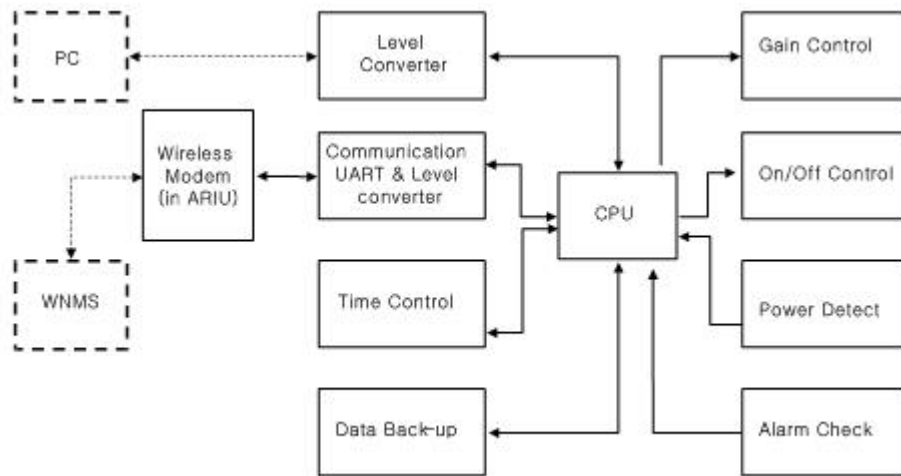 PC
Level
Converter
Gain Control
Wireless
Modem
(in ARIU)
Communication
UART & Level
converter
CPU
On/Off Control
WNMS
Time Control
Power Detect
Data Back-up
Alarm Check